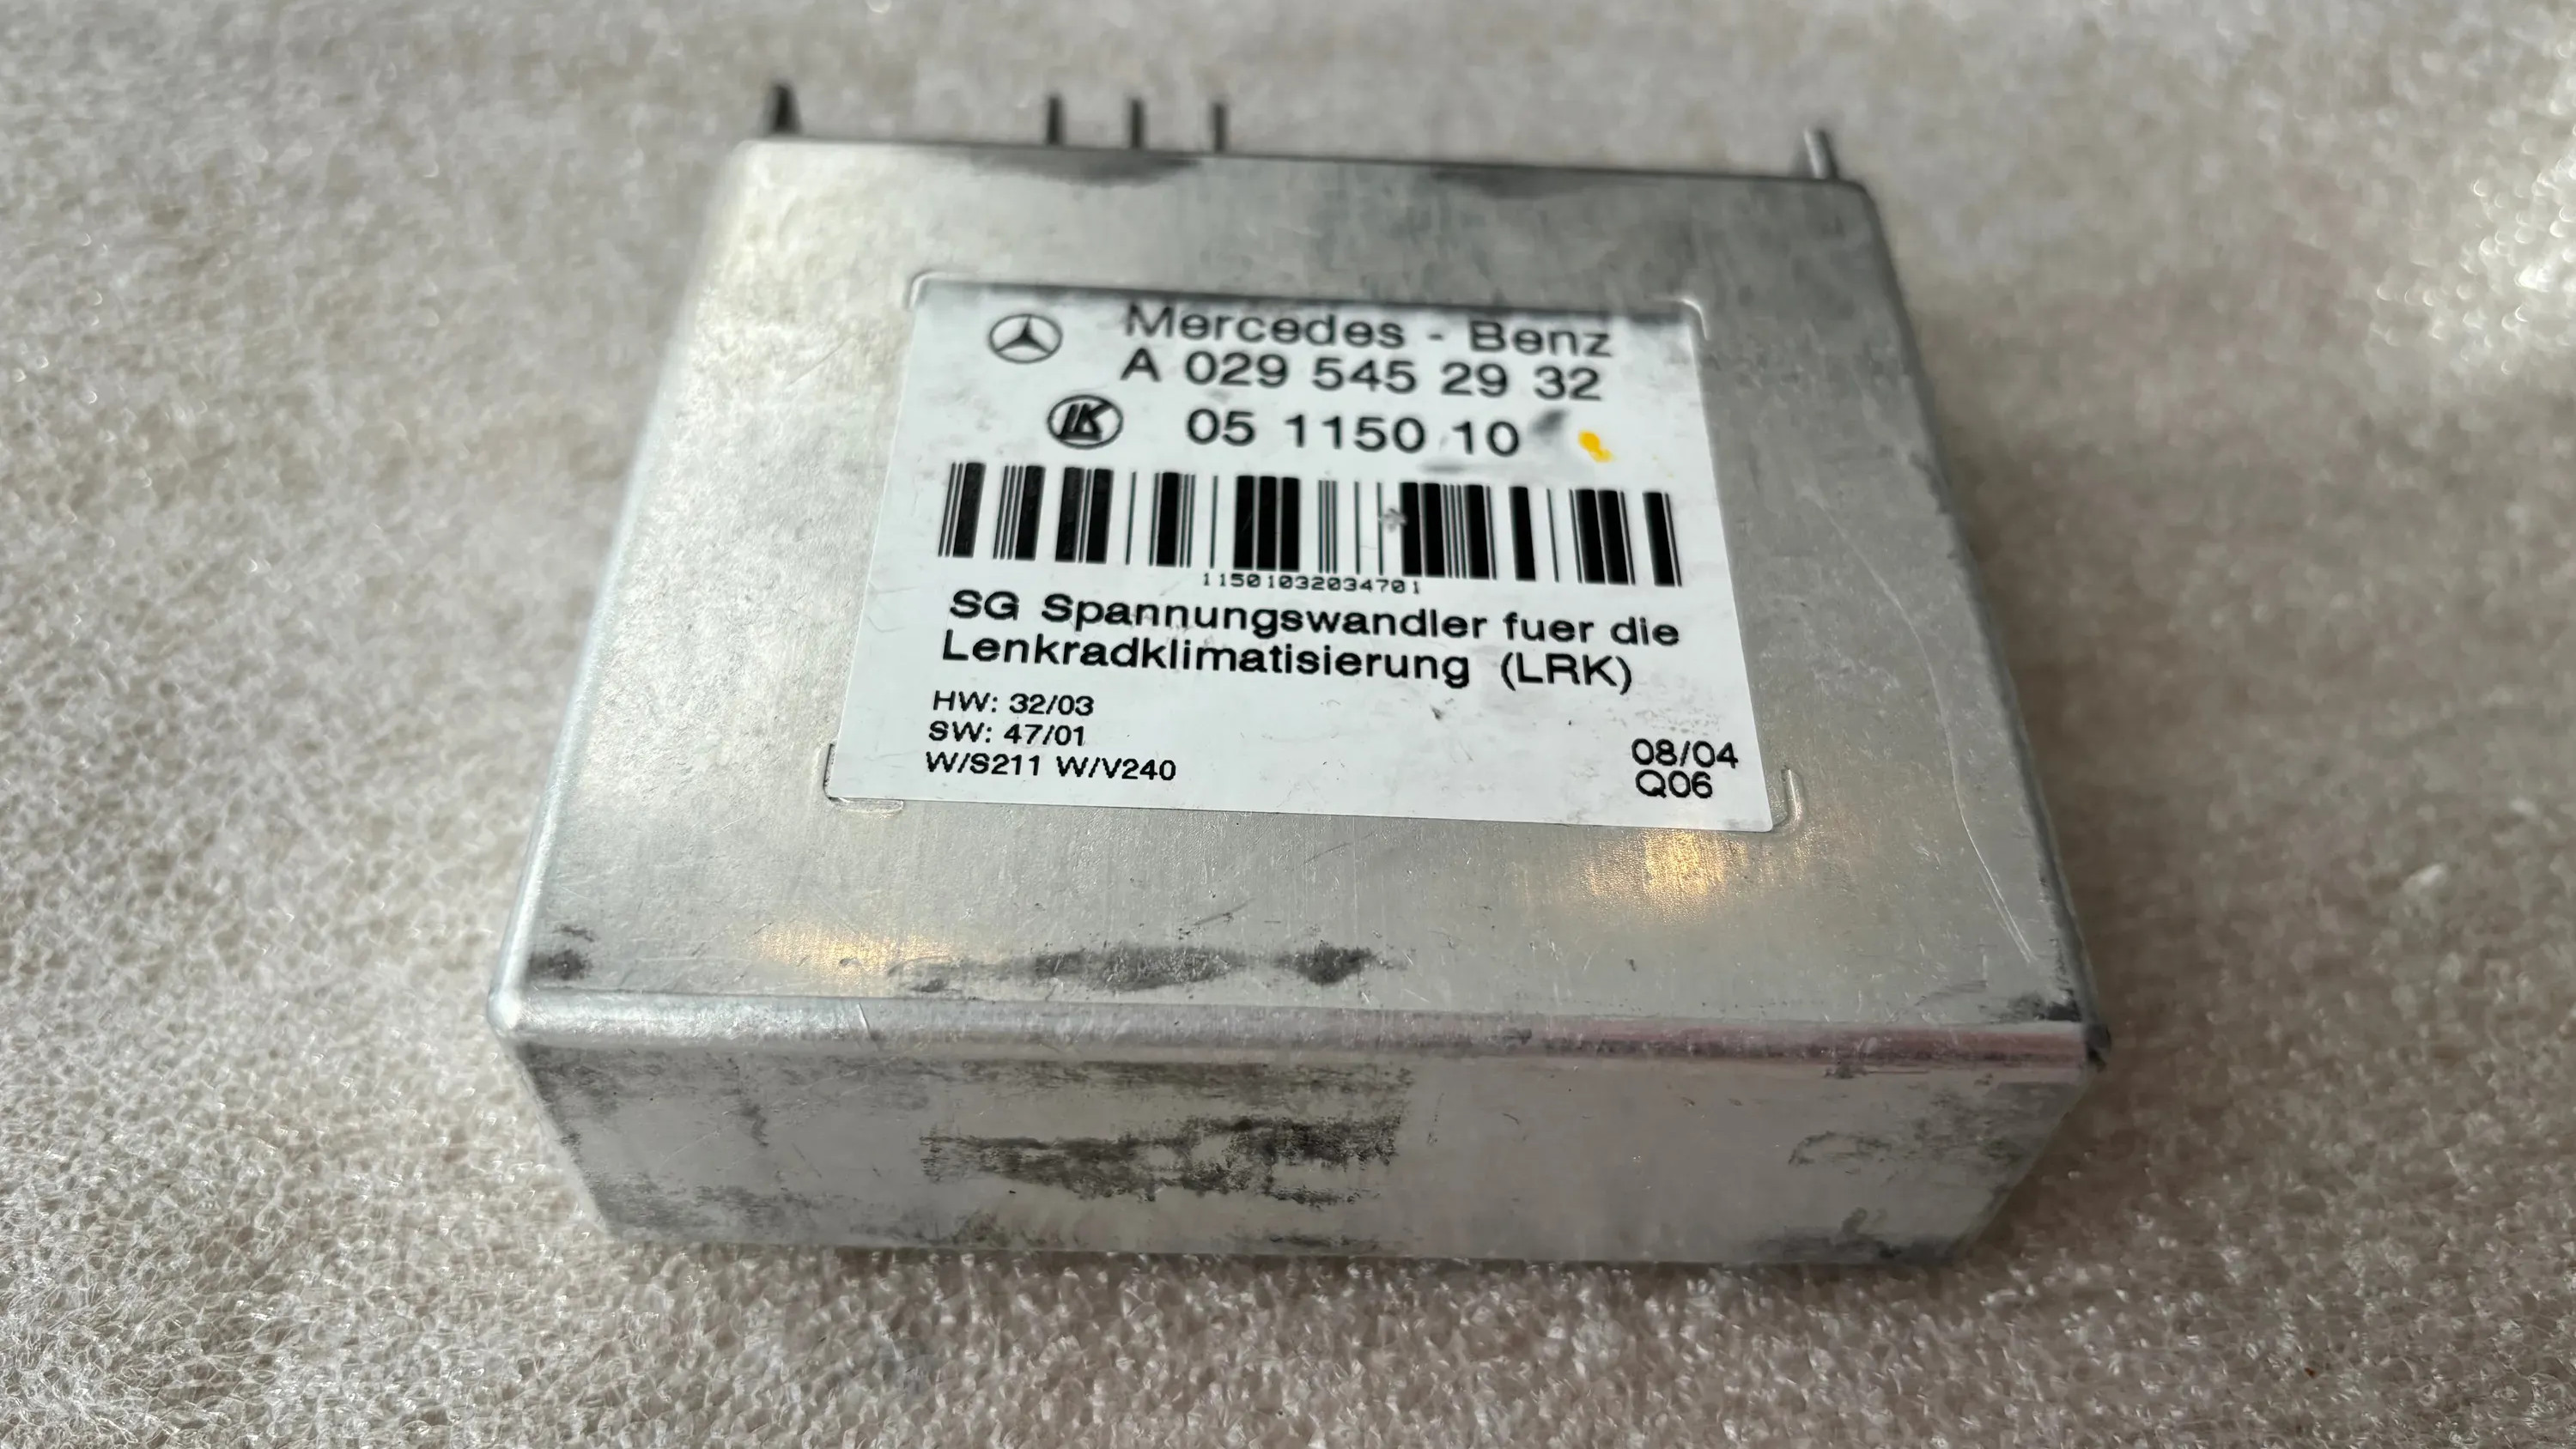 Mercedes - Benz
A 029 545 29 32
LK 05 1150 10
11501032034701
SG Spannungswandler fuer die
Lenkradklimatisierung (LRK)
HW: 32/03
SW: 47/01
W/S211 W/V240
08/04
Q06